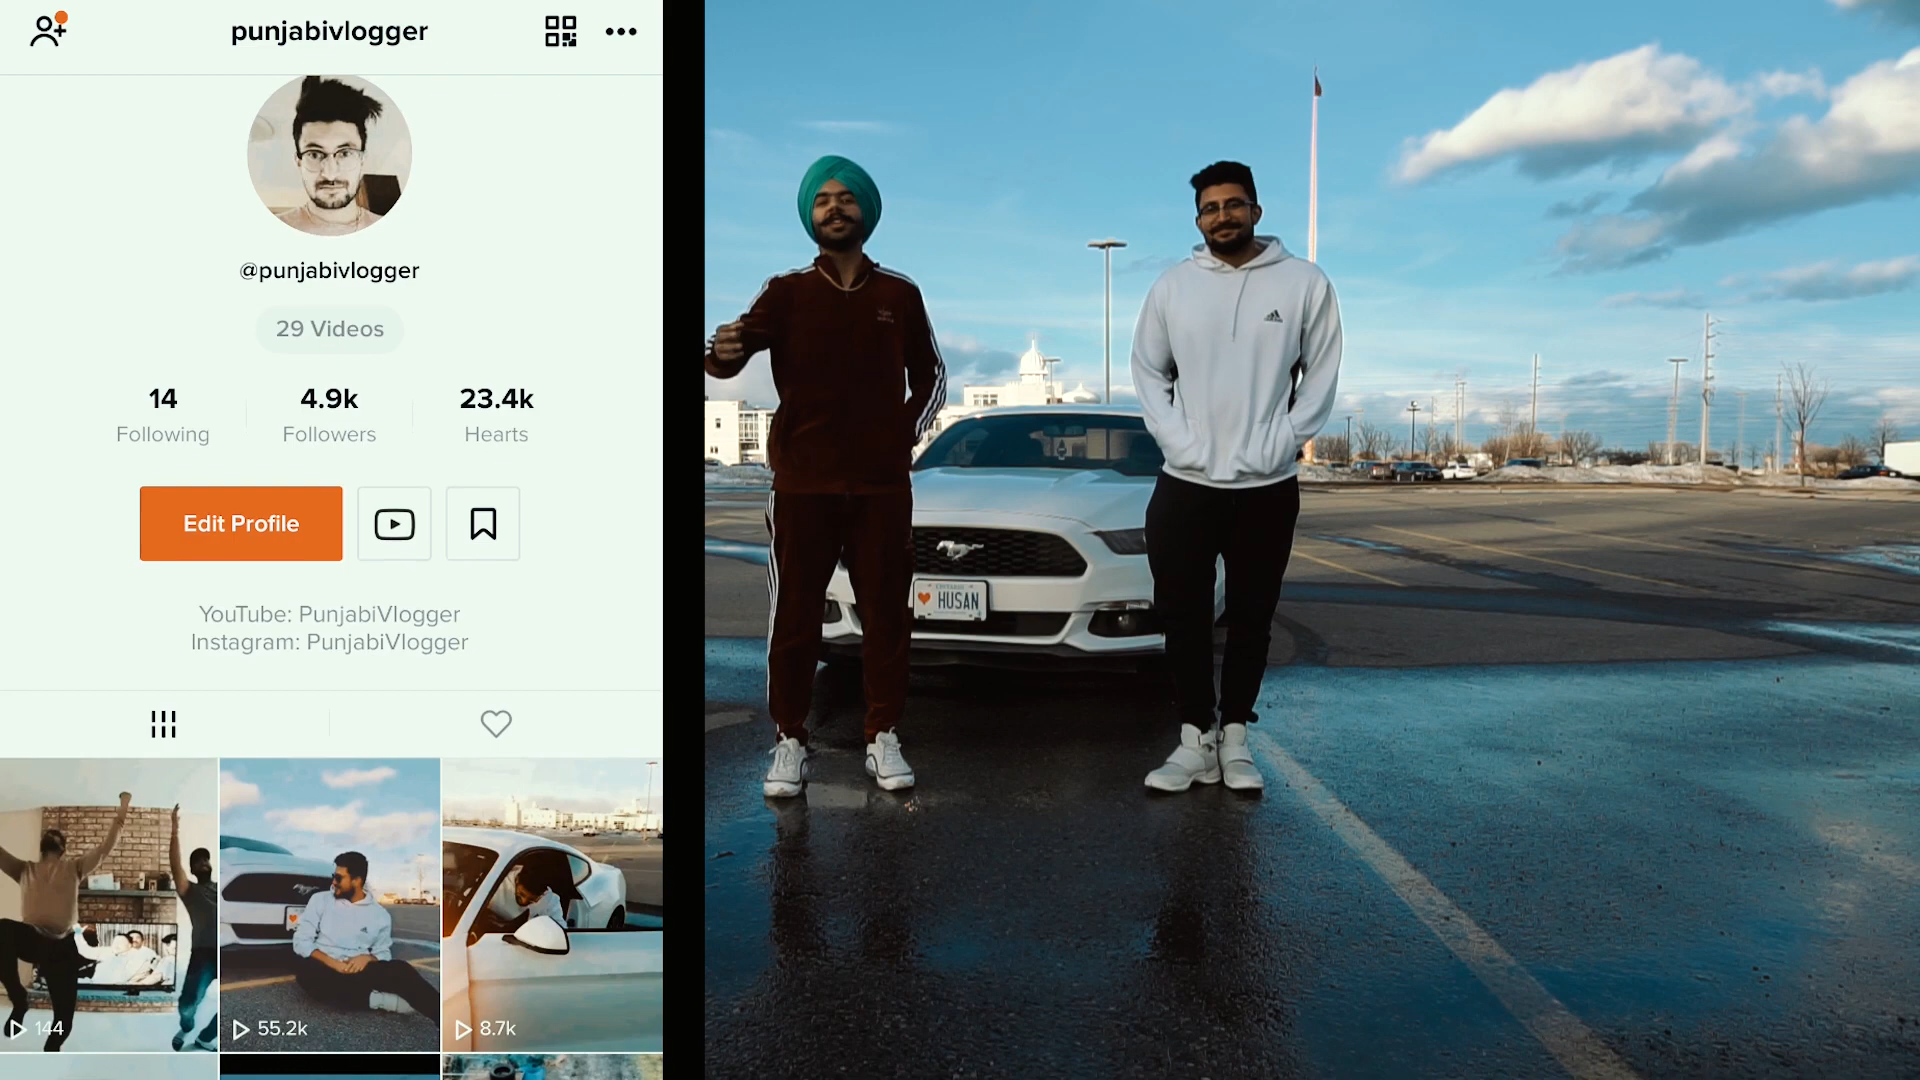 punjabivlogger
@punjabivlogger
29 Videos
14
Following
4.9k
Followers
23.4k
Hearts
Edit Profile
YouTube: PunjabiVlogger
Instagram: PunjabiVlogger
144
55.2k
8.7k
HUSAN